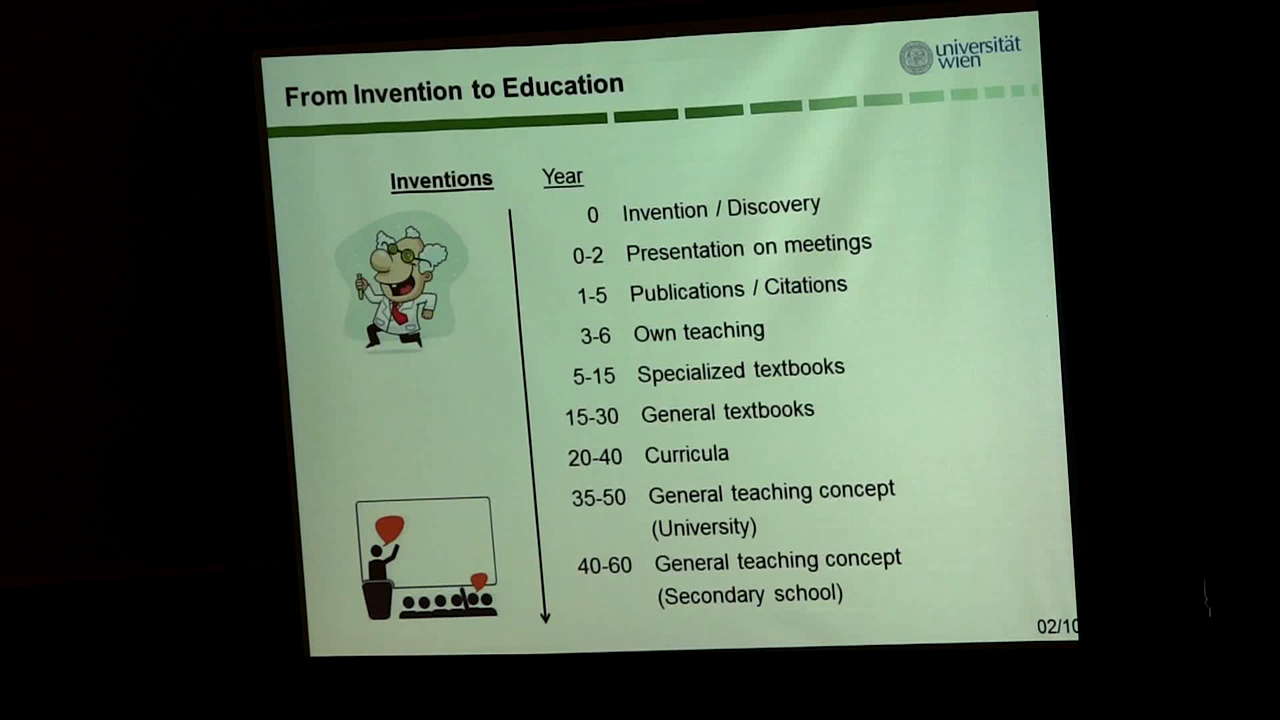 From Invention to Education
universität
wien
Inventions Year
0 Invention / Discovery
0-2 Presentation on meetings
1-5 Publications / Citations
3-6 Own teaching
5-15 Specialized textbooks
15-30 General textbooks
20-40 Curricula
35-50 General teaching concept
(University)
40-60 General teaching concept
(Secondary school)
02/10